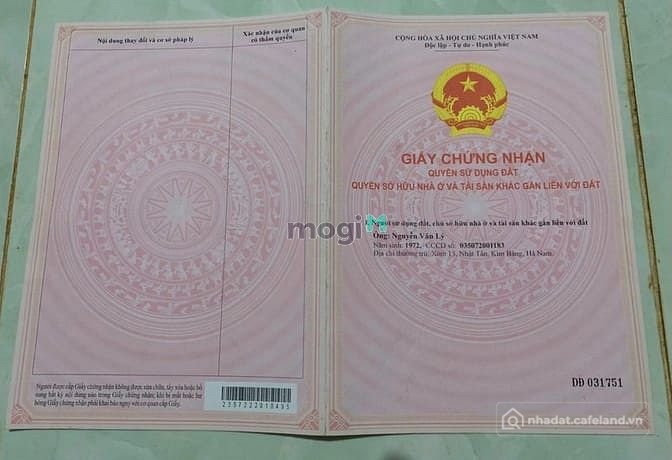 Nội dung thay đổi và cơ sở pháp lý
Xác nhận của cơ quan
có thẩm quyền
Người được cấp Giấy chứng nhận không được sửa chữa, tẩy xóa hoặc bổ
sung bất kỳ nội dung nào trong Giấy chứng nhận; khi bị mất hoặc hư
hỏng Giấy chứng nhận phải khai báo ngay với cơ quan cấp Giấy.
2357222010495
CỘNG HÒA XÃ HỘI CHỦ NGHĨA VIỆT NAM
Độc lập - Tự do - Hạnh phúc
GIẤY CHỨNG NHẬN
QUYỀN SỬ DỤNG ĐẤT
QUYỀN SỞ HỮU NHÀ Ở VÀ TÀI SẢN KHÁC GẮN LIỀN VỚI ĐẤT
I. Người sử dụng đất, chủ sở hữu nhà ở và tài sản khác gắn liền với đất
Ông: Nguyễn Văn Lý
Năm sinh: 1972, CCCD số: 035072001183
Địa chỉ thường trú: Xóm 13, Nhật Tân, Kim Bảng, Hà Nam.
DĐ 031751
mogi
nhadat.cafeland.vn